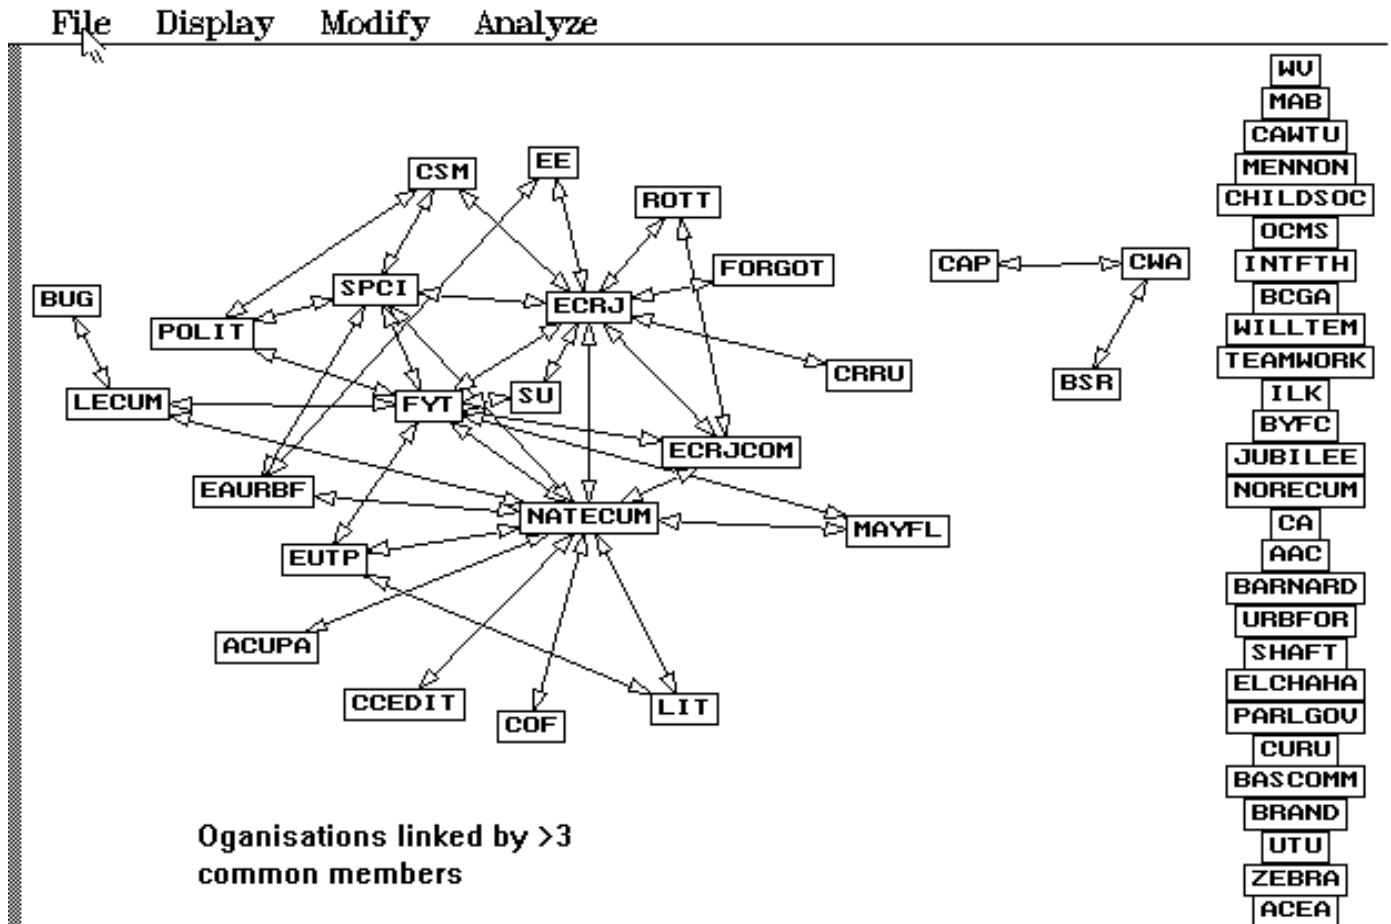 File Display Modify Analyze
WV
MAB
CAWTU
MENNON
CHILDSOC
OCMS
INTFTH
BCGA
WILLTEM
TEAMWORK
ILK
BYFC
JUBILEE
NORECUM
CA
AAC
BARNARD
URBFOR
SHAFT
ELCHAHA
PARLGOV
CURU
BASCOMM
BRAND
UTU
ZEBRA
ACEA
CSM
EE
ROTT
FORGOT
CAP
CWA
SPCI
ECRJ
BUG
POLIT
CRRU
BSR
LECUM
FYT
SU
ECRJCOM
EAURBF
NATECUM
MAYFL
EUTP
ACUPA
CCEDIT
COF
LIT
Oganisations linked by >3
common members